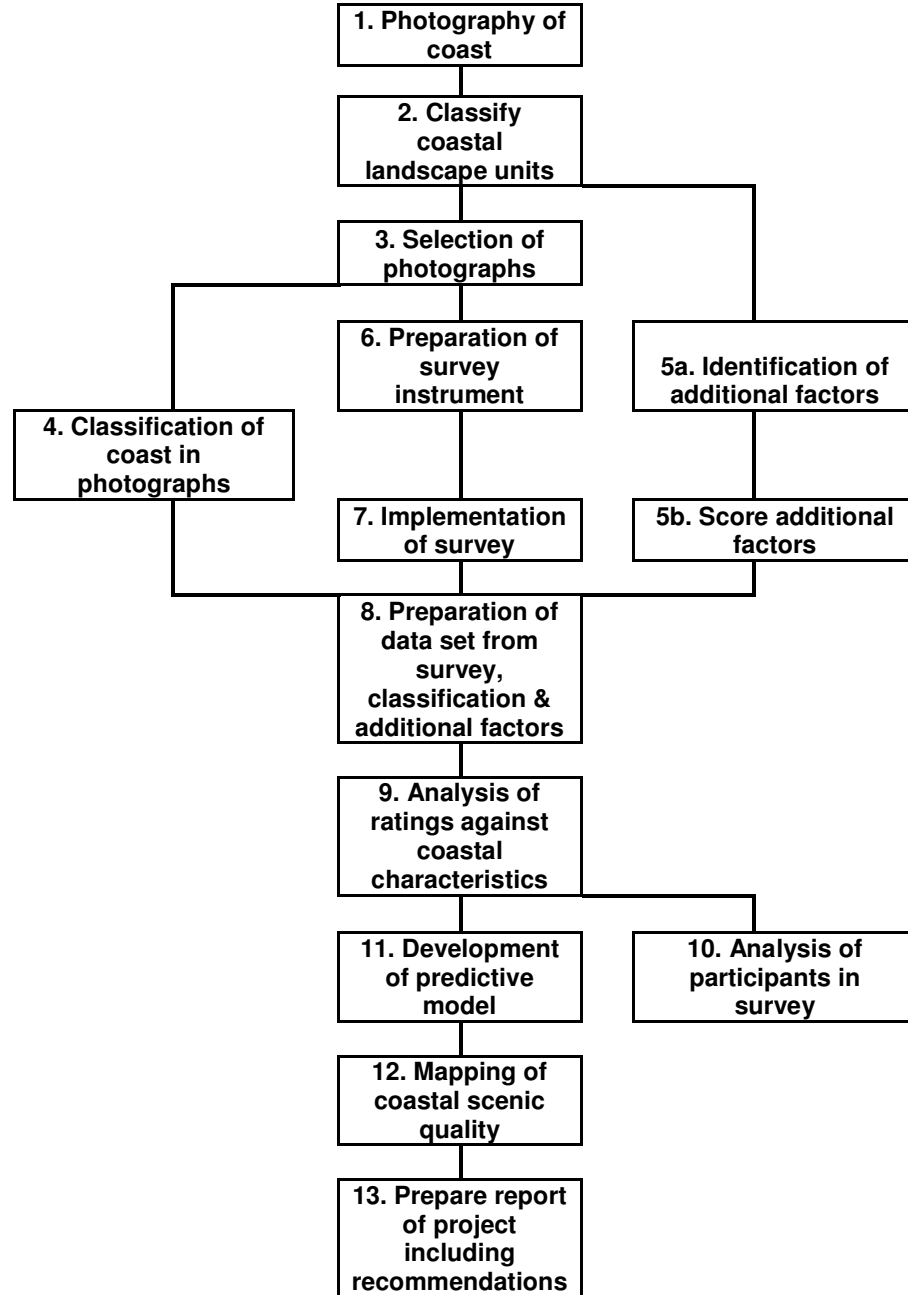 1. Photography of
coast
2. Classify
coastal
landscape units
3. Selection of
photographs
6. Preparation of
survey
instrument
5a. Identification of
additional factors
4. Classification of
coast in
photographs
7. Implementation
of survey
5b. Score additional
factors
8. Preparation of
data set from
survey,
classification &
additional factors
9. Analysis of
ratings against
coastal
characteristics
11. Development
of predictive
model
10. Analysis of
participants in
survey
12. Mapping of
coastal scenic
quality
13. Prepare report
of project
including
recommendations